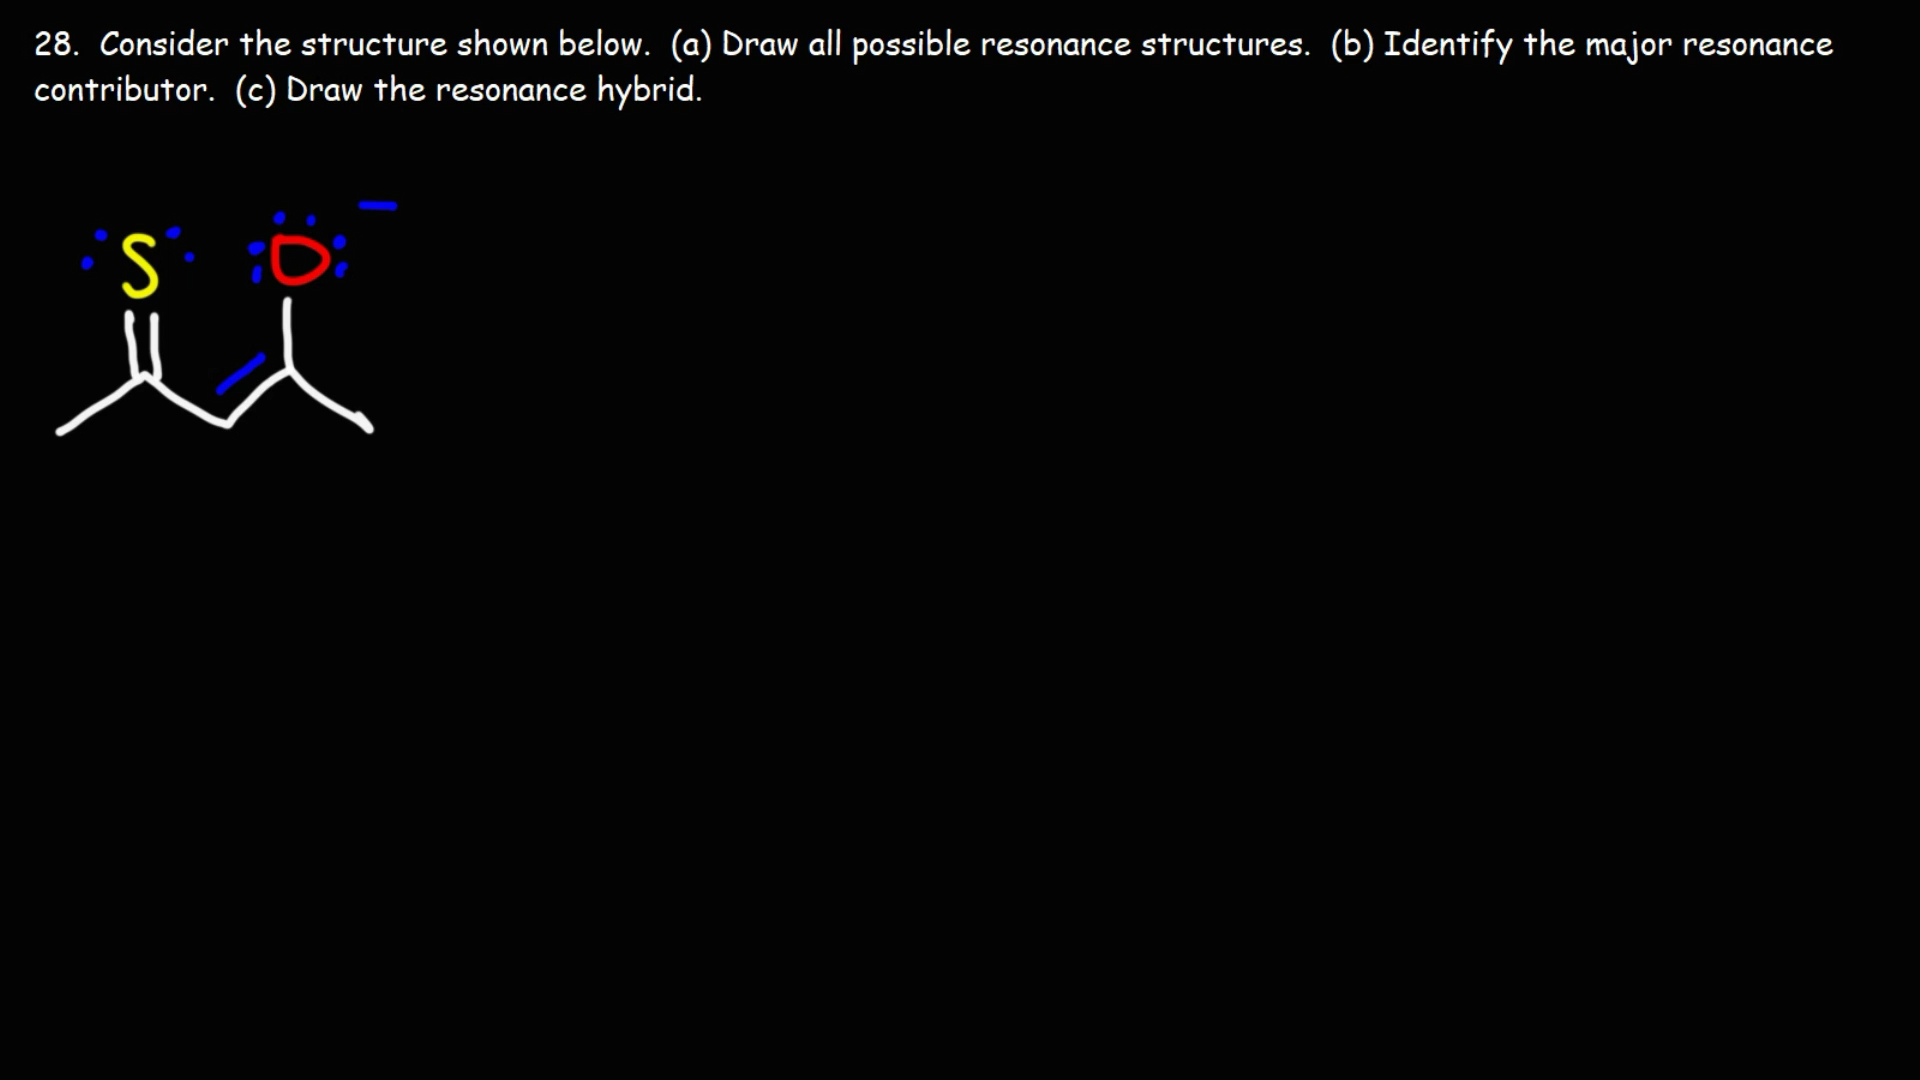 28. Consider the structure shown below. (a) Draw all possible resonance structures. (b) Identify the major resonance
contributor. (c) Draw the resonance hybrid.
S O −